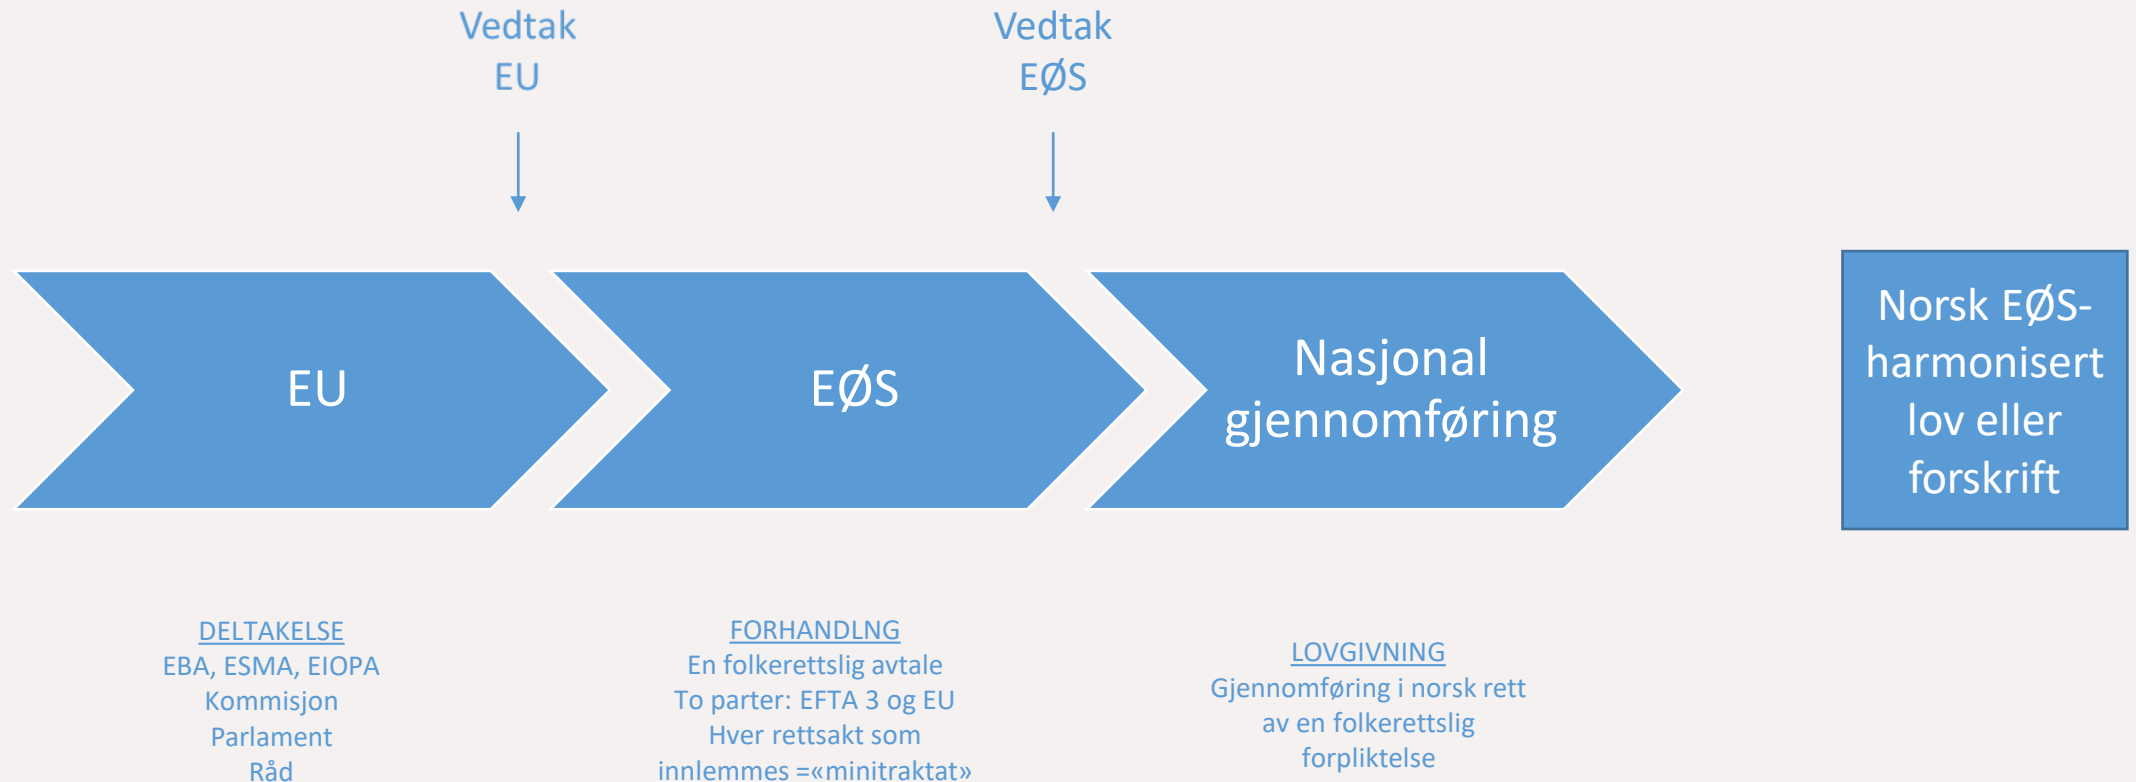 Vedtak
EU
Vedtak
EØS
EU
EØS
Nasjonal
gjennomføring
Norsk EØS-
harmonisert
lov eller
forskrift
DELTAKELSE
EBA, ESMA, EIOPA
Kommisjon
Parlament
Råd
FORHANDLNG
En folkerettslig avtale
To parter: EFTA 3 og EU
Hver rettsakt som
innlemmes =«minitraktat»
LOVGIVNING
Gjennomføring i norsk rett
av en folkerettslig
forpliktelse